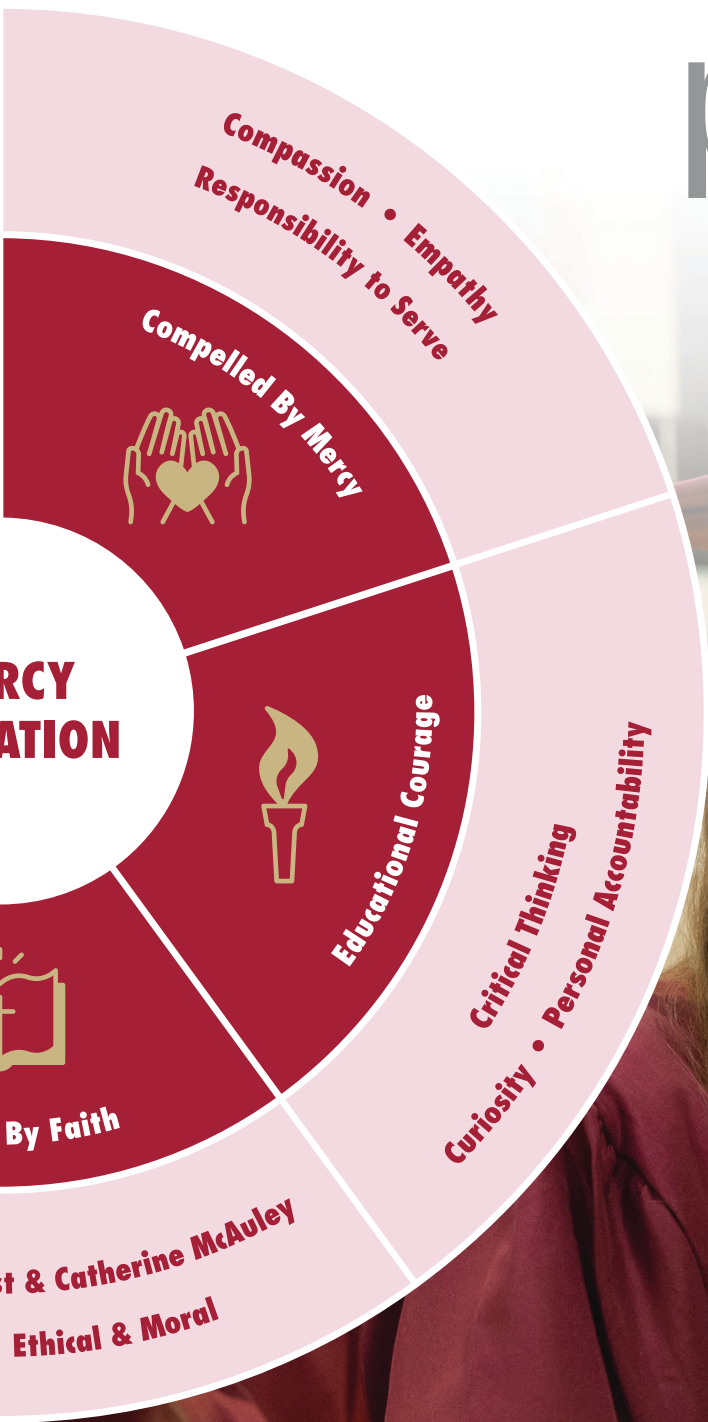 Compassion • Empathy
Responsibility to Serve
Compelled By Mercy
RCY
ATION
Educational Courage
Critical Thinking
Curiosity • Personal Accountability
By Faith
st & Catherine McAuley
Ethical & Moral